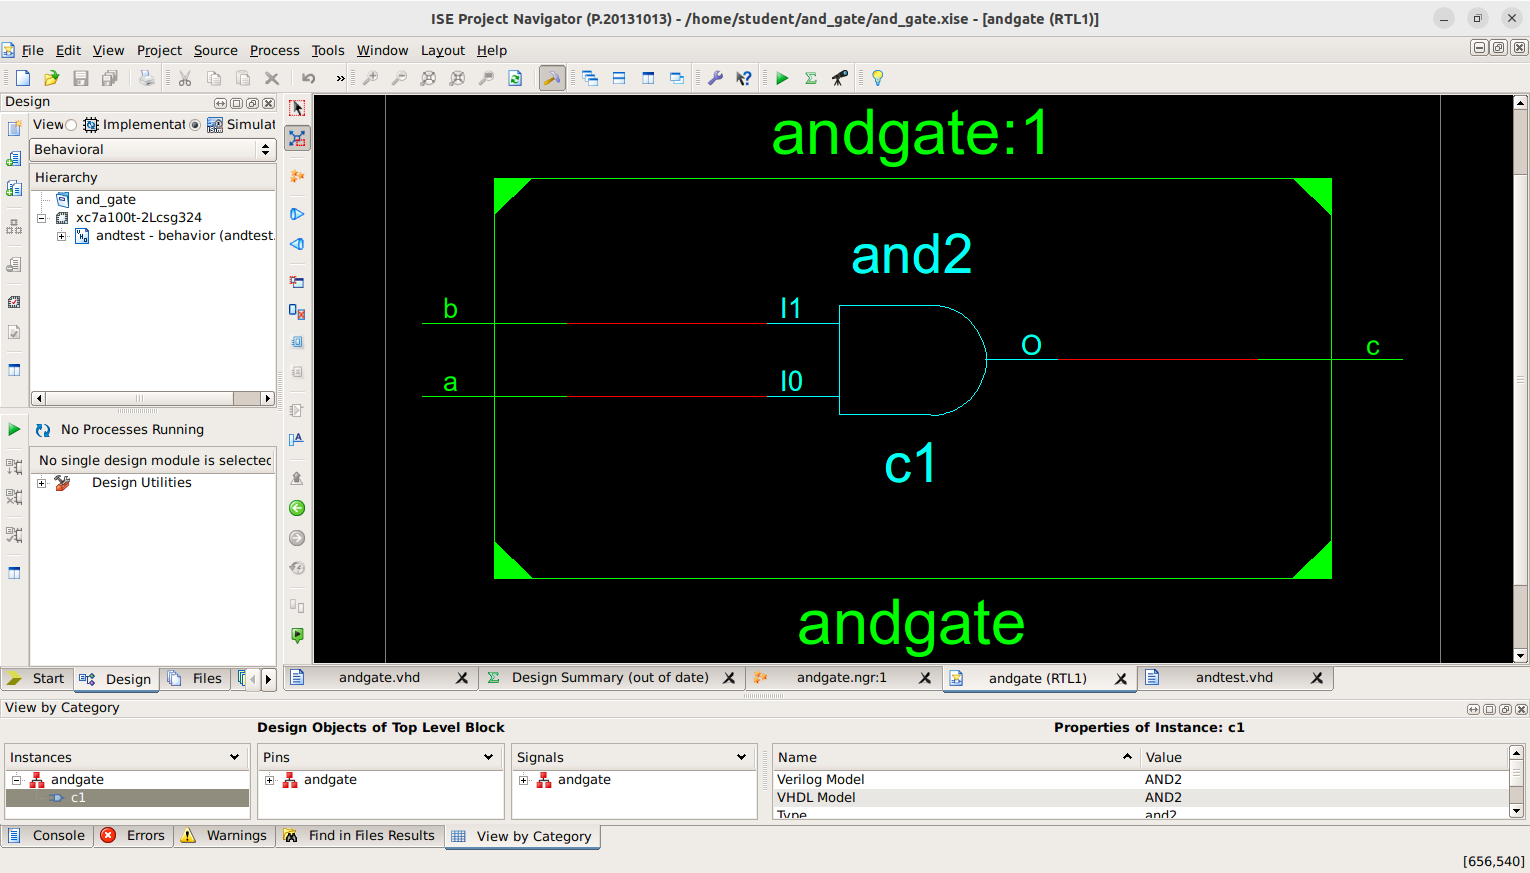 ISE Project Navigator (P.20131013) - /home/student/and_gate/and_gate.xise - [andgate (RTL1)]
File Edit View Project Source Process Tools Window Layout Help
Design
View Implementat Simulat
Behavioral
Hierarchy
and_gate
xc7a100t-2Lcsg324
andtest - behavior (andtest.
No Processes Running
No single design module is selected
Design Utilities
andgate:1
and2
b
I1
O
c
a
I0
c1
andgate
Start Design Files
andgate.vhd Design Summary (out of date) andgate.ngr:1 andgate (RTL1) andtest.vhd
View by Category
Design Objects of Top Level Block Properties of Instance: c1
Instances Pins Signals Name Value
andgate andgate andgate Verilog Model AND2
c1 VHDL Model AND2
Type and2
Console Errors Warnings Find in Files Results View by Category
[656,540]